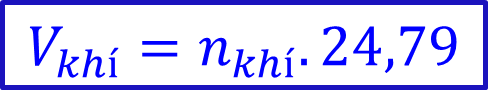 V_khí = n_khí. 24,79